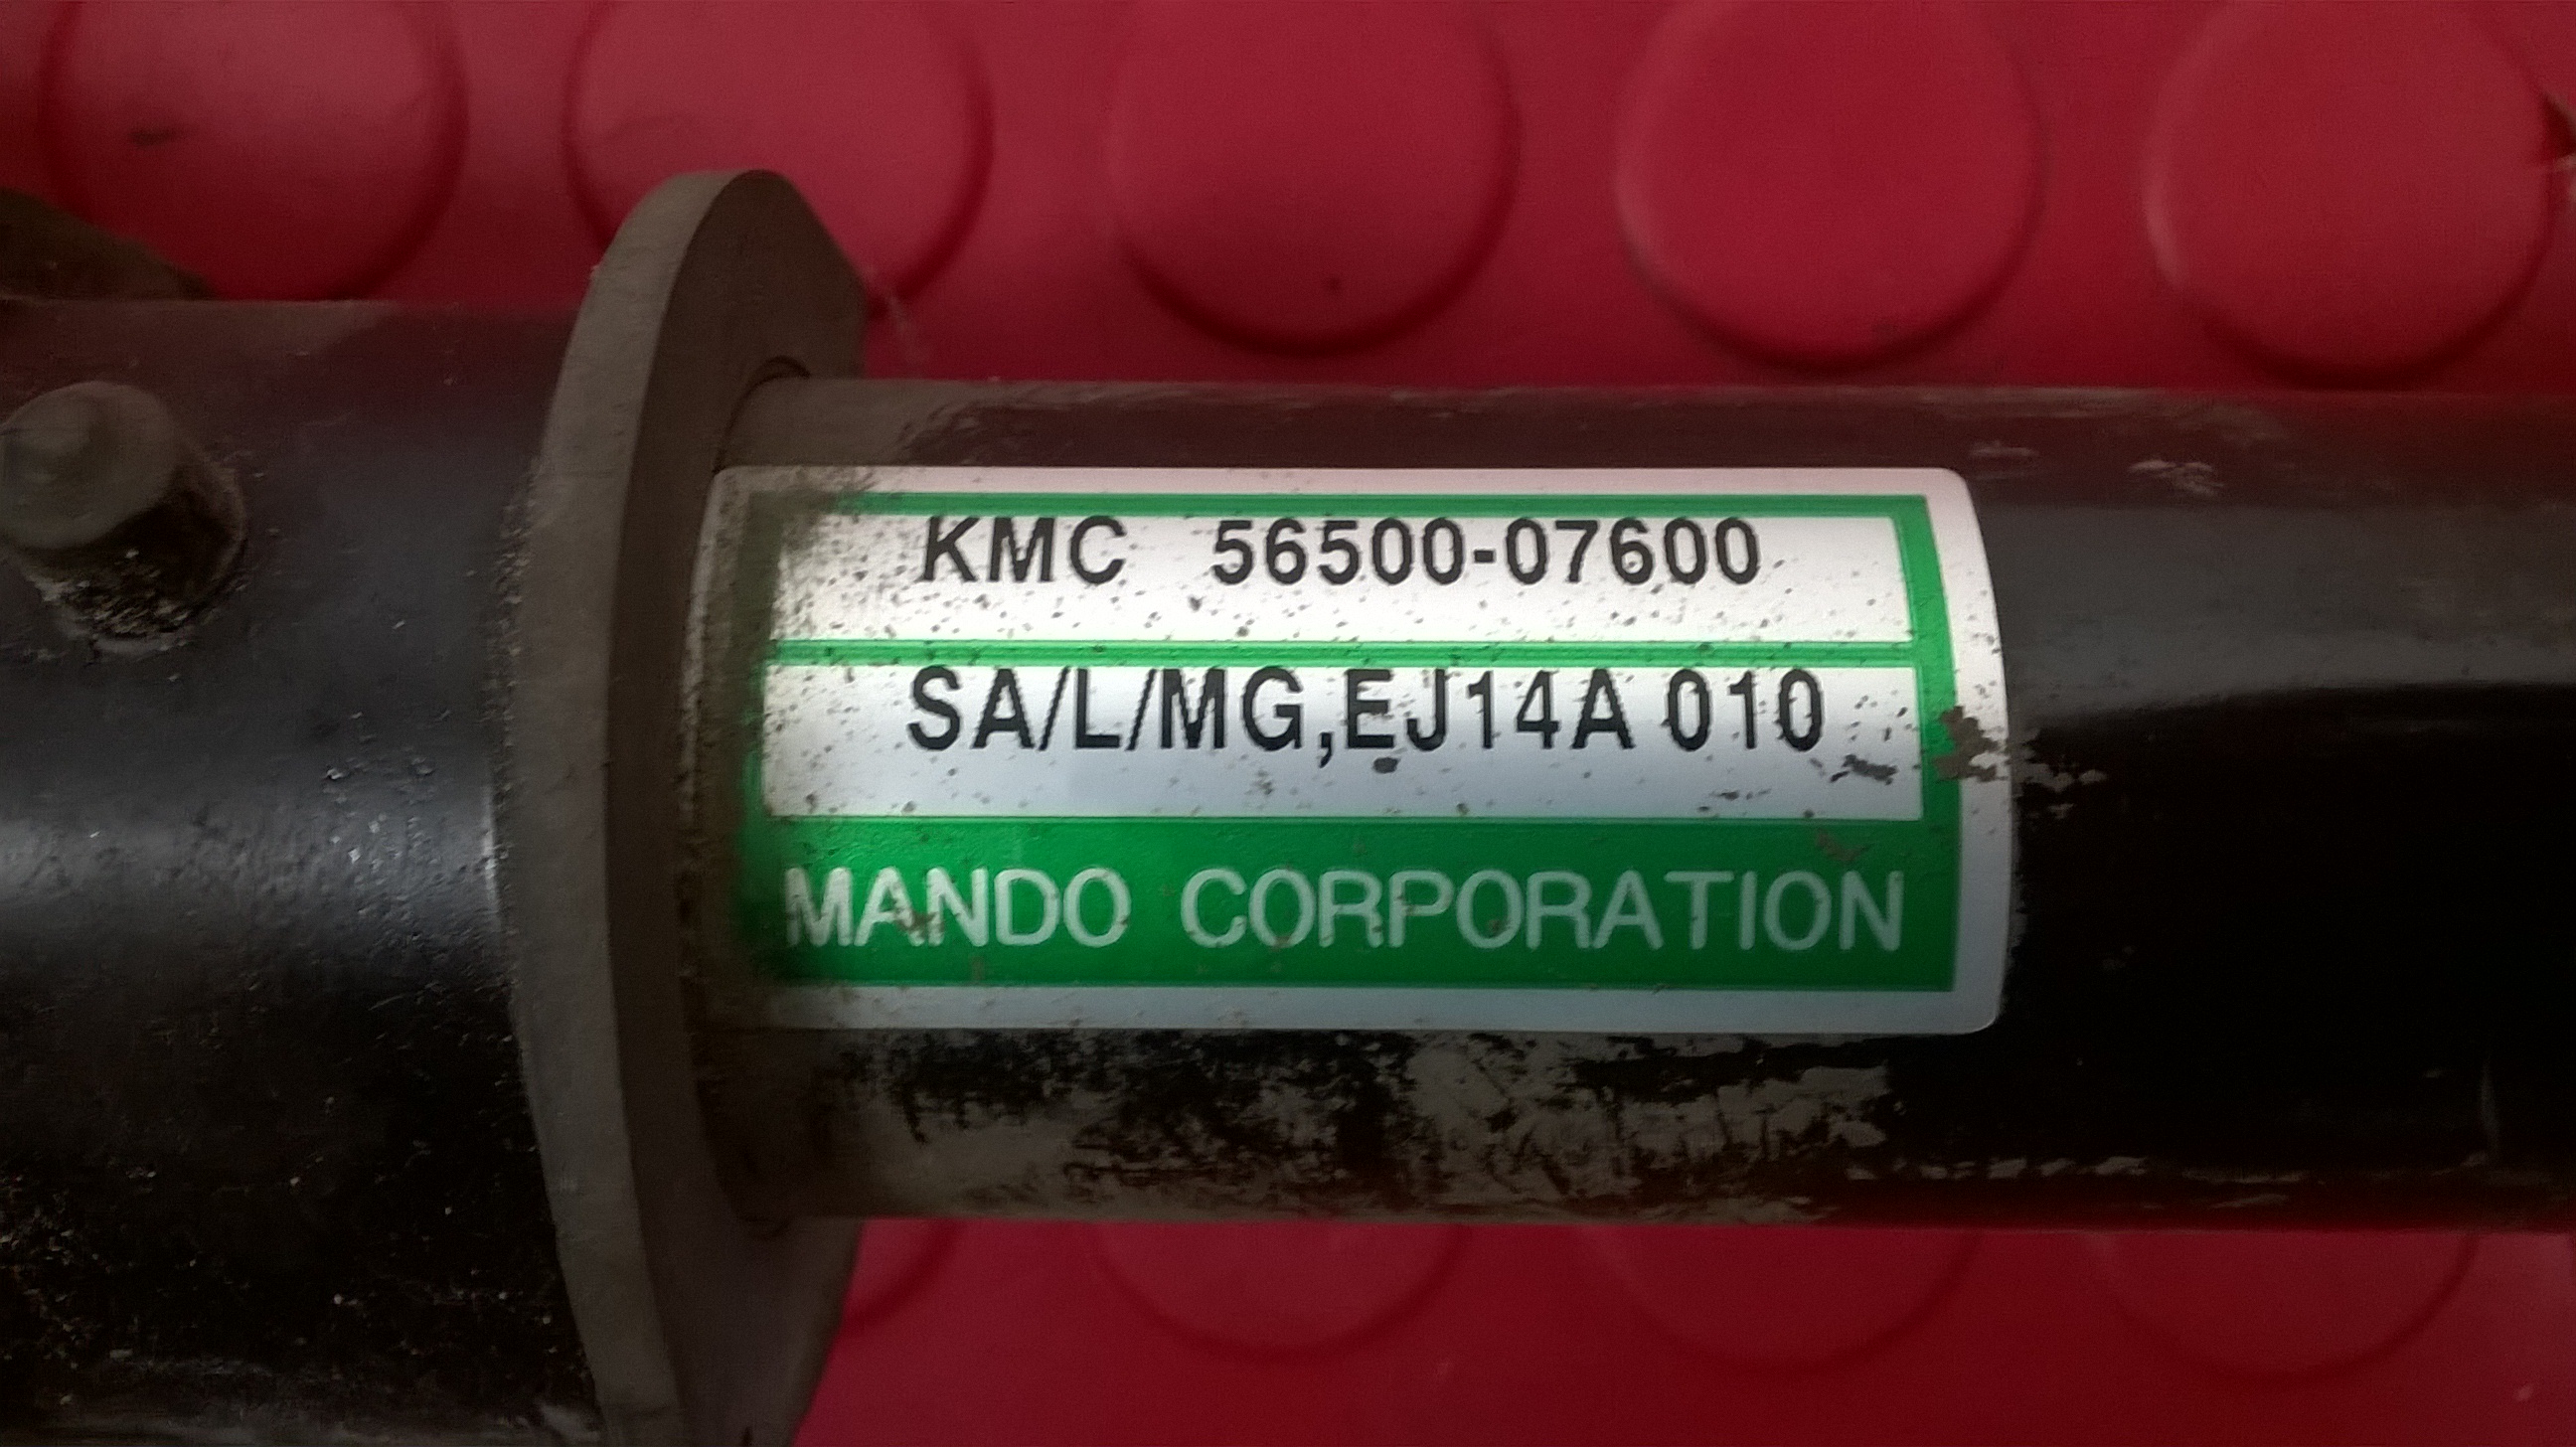 KMC 56500-07600
SA/L/MG,EJ14A 010
MANDO CORPORATION